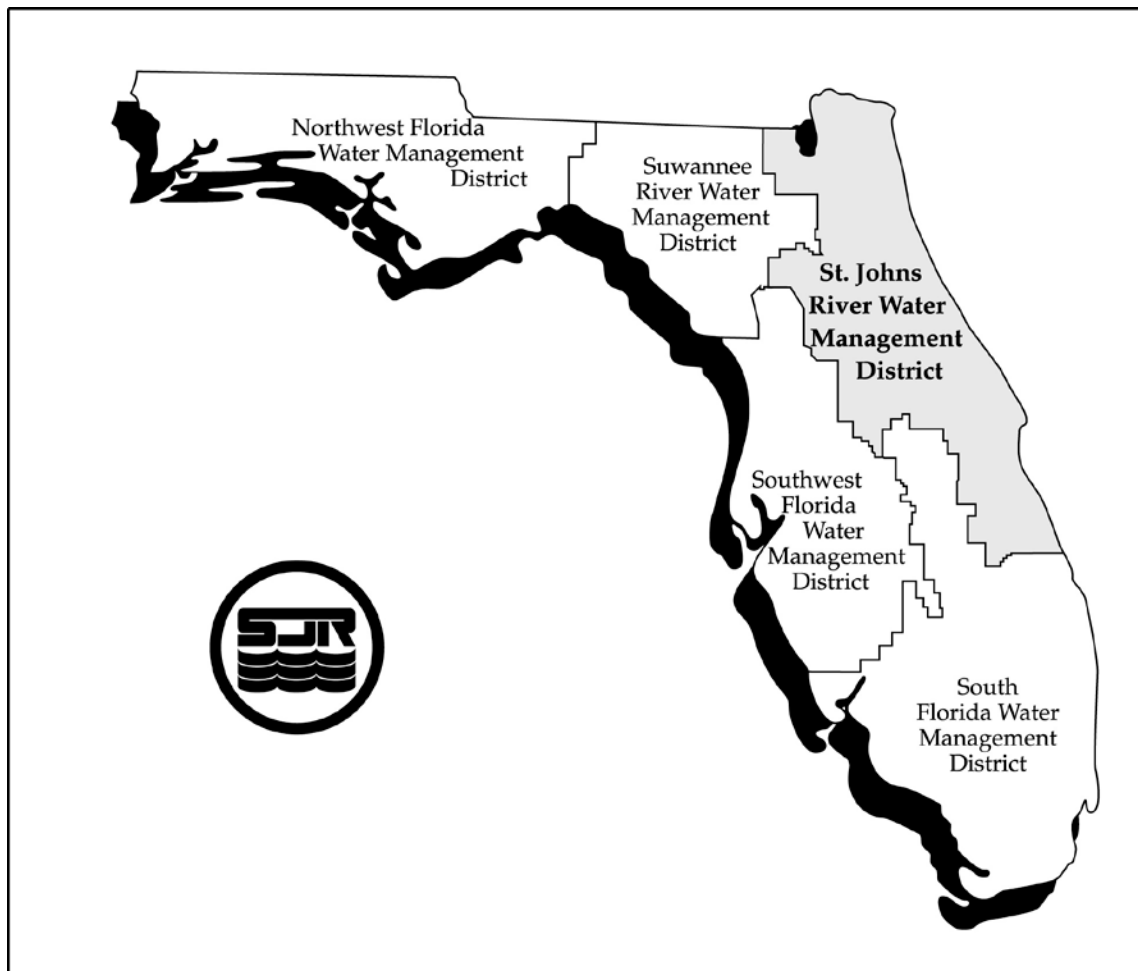 Northwest Florida
Water Management
District
Suwannee
River Water
Management
District
St. Johns
River Water
Management
District
Southwest
Florida
Water
Management
District
SJR
South
Florida Water
Management
District